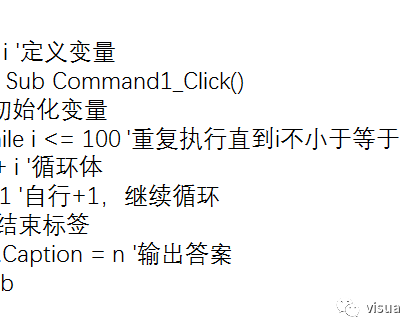 i '定义变量
Sub Command1_Click()
初始化变量
ile i <= 100 '重复执行直到i不小于等于
+ i '循环体
1 '自行+1，继续循环
结束标签
.Caption = n '输出答案
b
visua